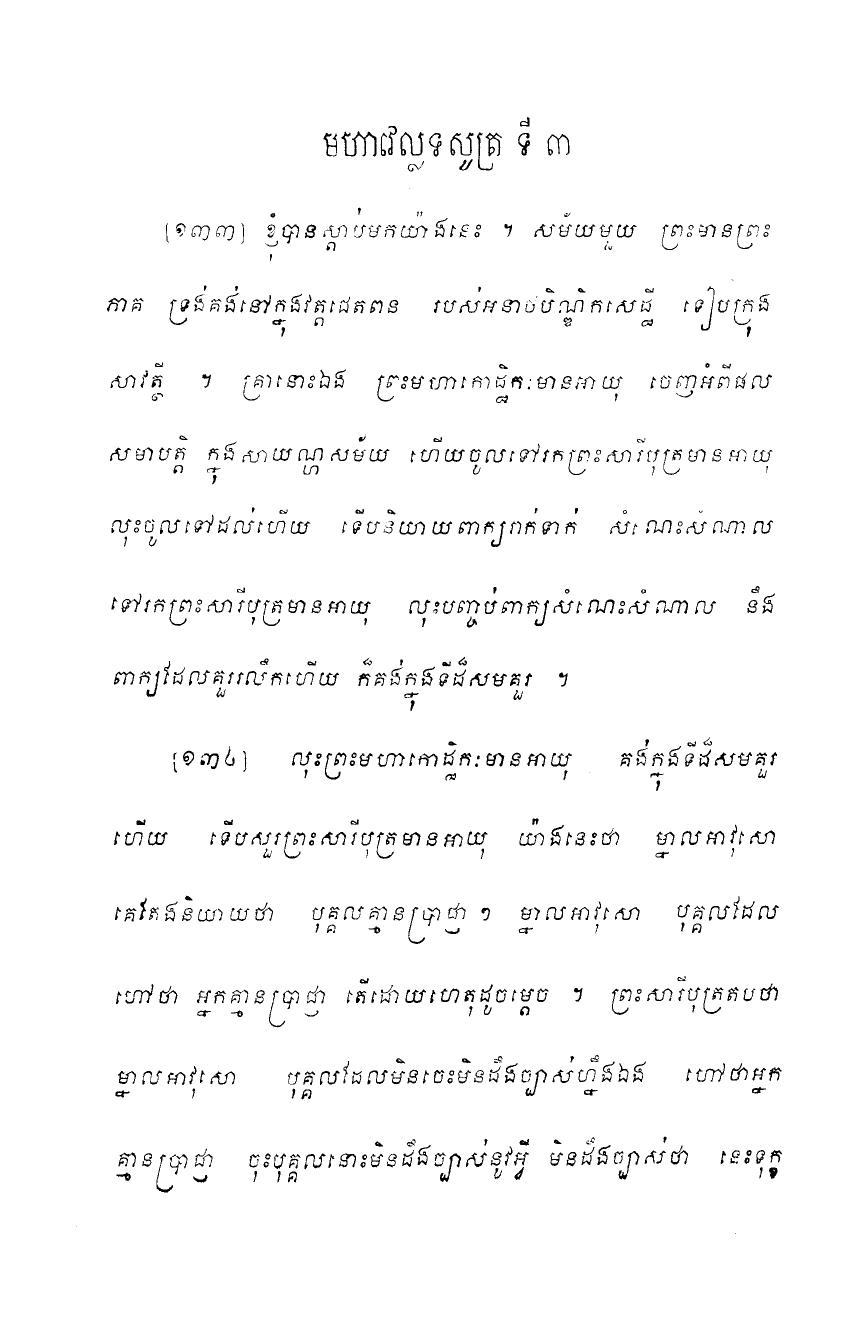 មហាវេល្លទសូត្រ ទី ៣
[១៣៣] ខ្ញុំបានស្តាប់មកយ៉ាងនេះ ។ សម័យមួយ ព្រះមានព្រះ
ភាគ ទ្រង់គង់នៅក្នុងវត្តជេតពន របស់អនាថបិណ្ឌិកសេដ្ឋី ទៀបក្រុង
សាវត្ថី ។ គ្រានោះឯង ព្រះមហាកោដ្ឋិកៈមានអាយុ ចេញអំពីផល
សមាបត្តិ ក្នុងសាយណ្ហសម័យ ហើយចូលទៅរកព្រះសារីបុត្រមានអាយុ
លុះចូលទៅដល់ហើយ ទើបនិយាយពាក្យរាក់ទាក់ សំណេះសំណាល
ទៅរកព្រះសារីបុត្រមានអាយុ លុះបញ្ចប់ពាក្យសំណេះសំណាល នឹង
ពាក្យដែលគួររលឹកហើយ ក៏គង់ក្នុងទីដ៏សមគួរ ។
[១៣៤] លុះព្រះមហាកោដ្ឋិកៈមានអាយុ គង់ក្នុងទីដ៏សមគួរ
ហើយ ទើបសួរព្រះសារីបុត្រមានអាយុ យ៉ាងនេះថា ម្នាលអាវុសោ
គេតែងនិយាយថា បុគ្គលគ្មានប្រាជ្ញា ៗ ម្នាលអាវុសោ បុគ្គលដែល
ហៅថា អ្នកគ្មានប្រាជ្ញា តើដោយហេតុដូចម្តេច ។ ព្រះសារីបុត្រតបថា
ម្នាលអាវុសោ បុគ្គលដែលមិនចេះមិនដឹងច្បាស់ហ្នឹងឯង ហៅថាអ្នក
គ្មានប្រាជ្ញា ចុះបុគ្គលនោះមិនដឹងច្បាស់នូវអ្វី មិនដឹងច្បាស់ថា នេះទុក្ខ